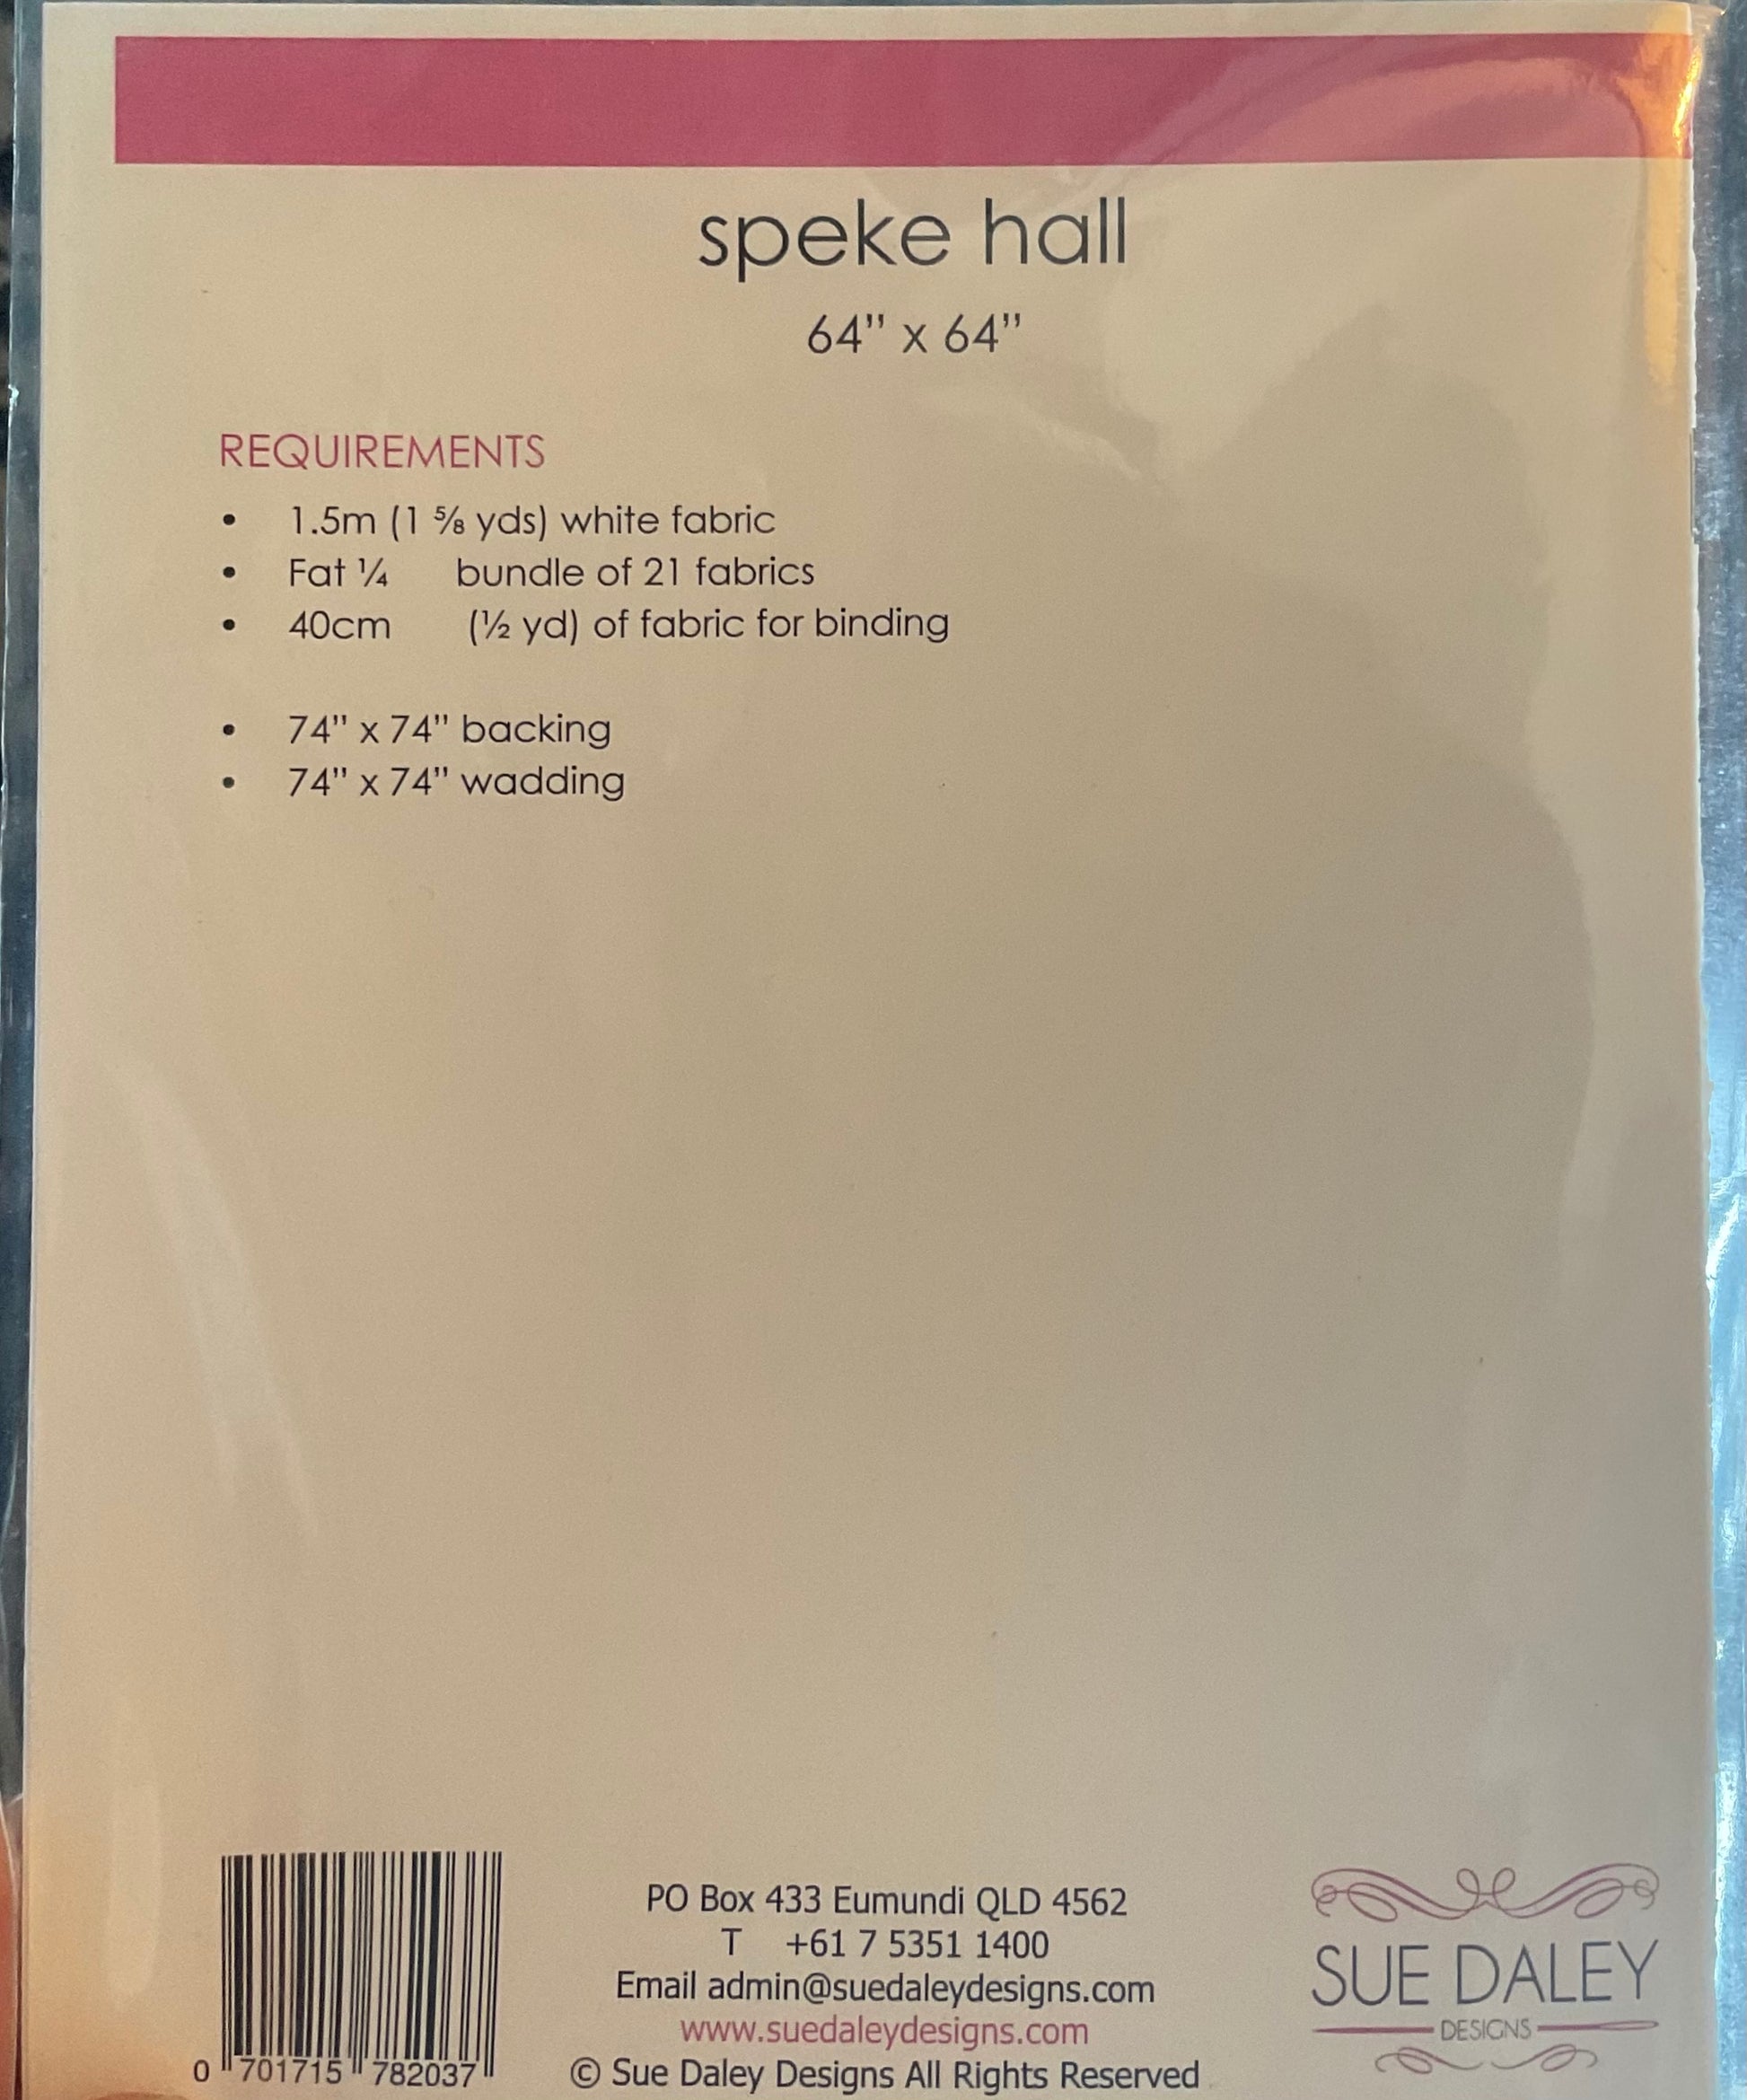 speke hall
64" x 64"
REQUIREMENTS
• 1.5m (1 ⅝ yds) white fabric
• Fat ¼ bundle of 21 fabrics
• 40cm (½ yd) of fabric for binding
• 74" x 74" backing
• 74" x 74" wadding
0 701715 782037
PO Box 433 Eumundi QLD 4562
T +61 7 5351 1400
Email admin@suedaleydesigns.com
www.suedaleydesigns.com
© Sue Daley Designs All Rights Reserved
SUE DALEY
DESIGNS